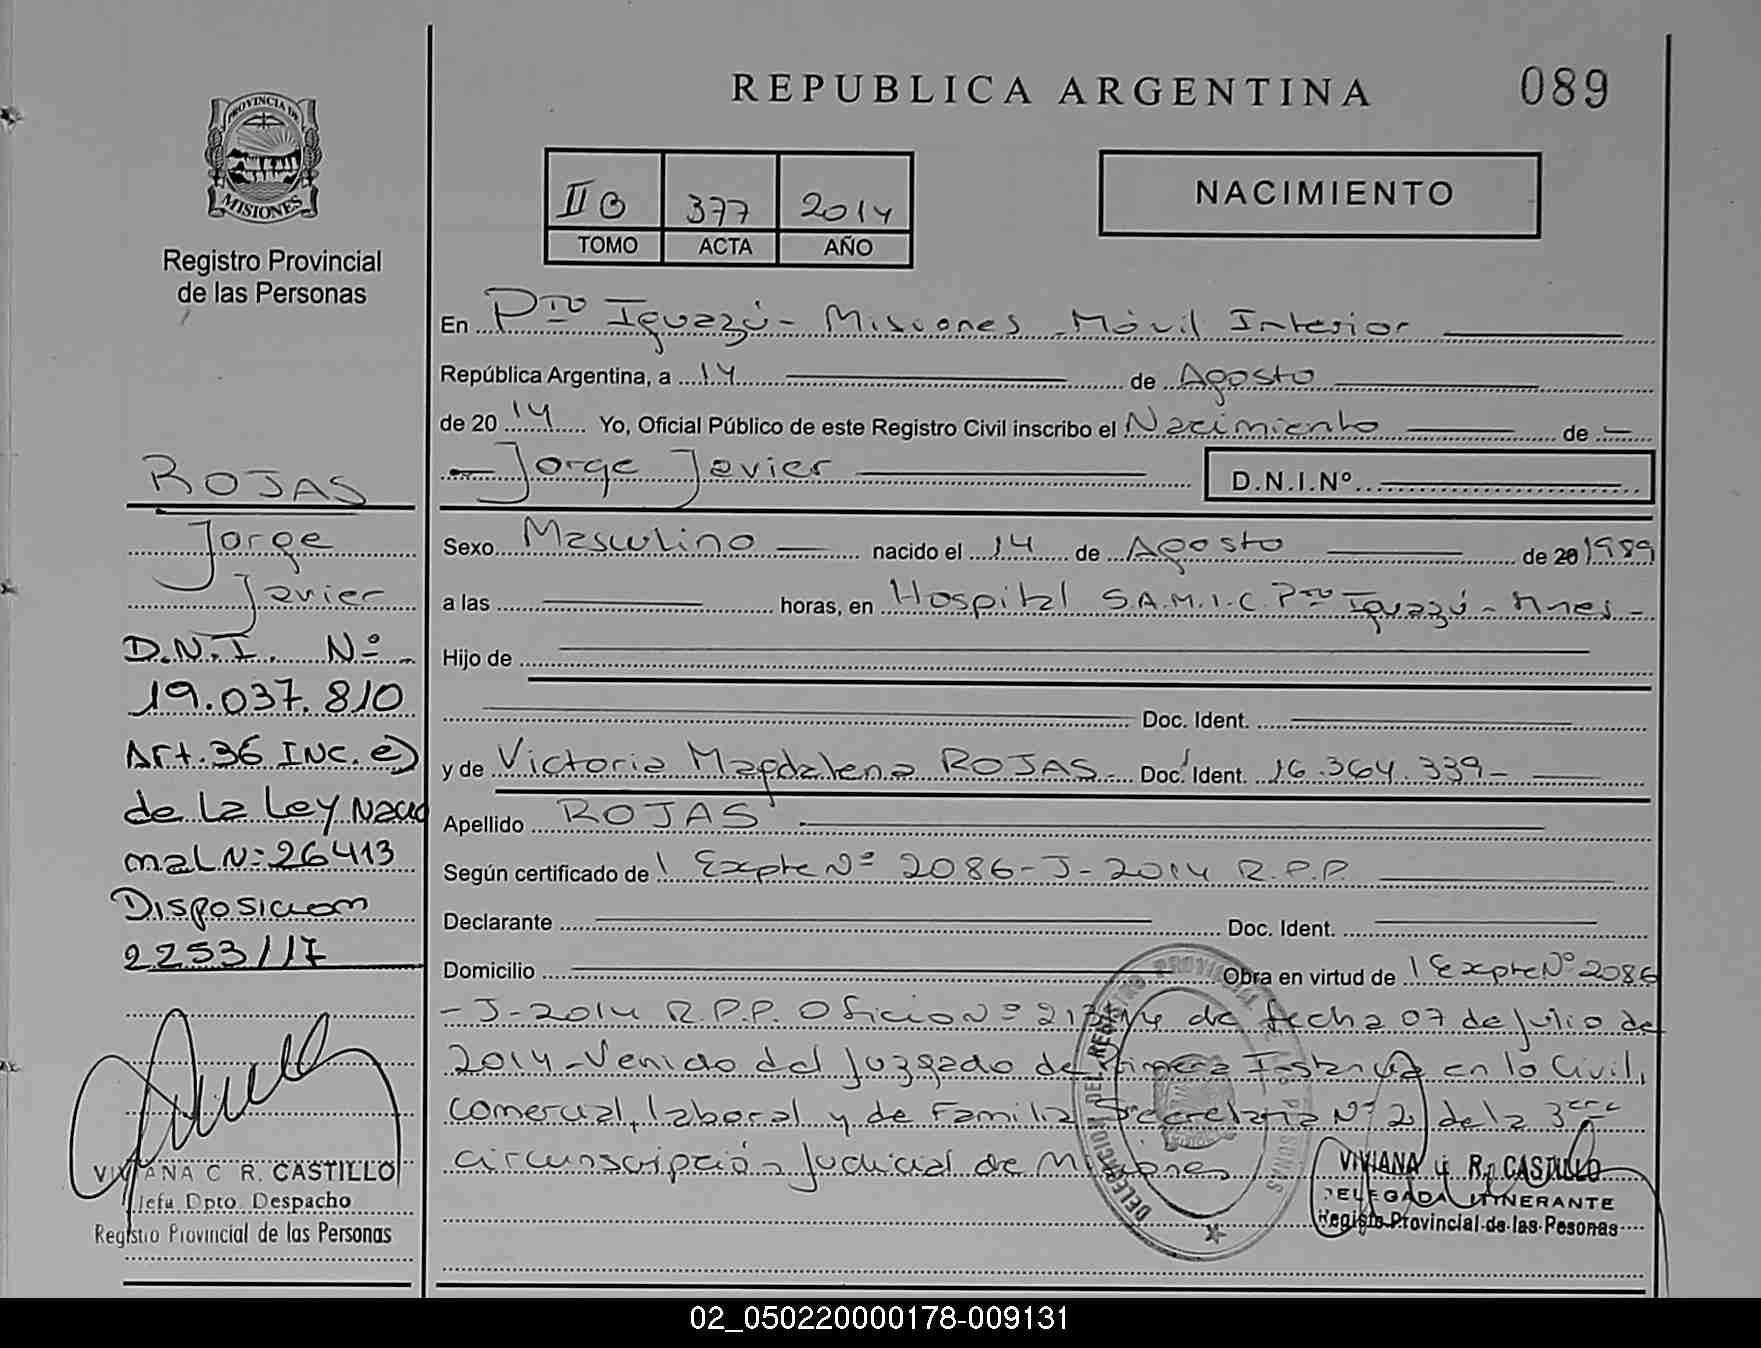 REPUBLICA ARGENTINA
089
PROVINCIA DE
MISIONES
Registro Provincial
de las Personas
II B 377 2014
TOMO ACTA AÑO
NACIMIENTO
En Pto Iguazú - Misiones - Móvil Interior
República Argentina, a 14 de Agosto
de 2014 Yo, Oficial Público de este Registro Civil inscribo el Nacimiento de -
Jorge Javier
D.N.I.Nº
Sexo Masculino nacido el 14 de Agosto de 20 1989
a las horas, en Hospital S.A.M.I.C. Pto Iguazú - Mnes -
Hijo de
Doc. Ident.
y de Victoria Magdalena ROJAS - Doc. Ident. 16.364.339 -
Apellido ROJAS
Según certificado de Expte Nº 2086-J-2014 R.P.P.
Declarante Doc. Ident.
Domicilio Obra en virtud de Expte Nº 2086
- J - 2014 R.P.P. Oficio Nº de fecha 07 de Julio de
2014 - Venido del Juzgado de Primera Instancia en lo Civil,
Comercial, laboral y de Familia Secretaria Nº 2 de la 3era
circunscripción Judicial de Misiones
VIVIANA R. CASTILLO
DELEGADA ITINERANTE
Registro Provincial de las Pesonas
ROJAS
Jorge
Javier
D.N.I. Nº
19.037.810
Art. 36 INC. e)
de La Ley Nacio
nal Nº 26413
Disposicion
2253/17
VIVIANA C R. CASTILLO
Jefa Dpto. Despacho
Registro Provincial de las Personas
DELEGACION DEL REGISTRO PROVINCIAL
02_050220000178-009131